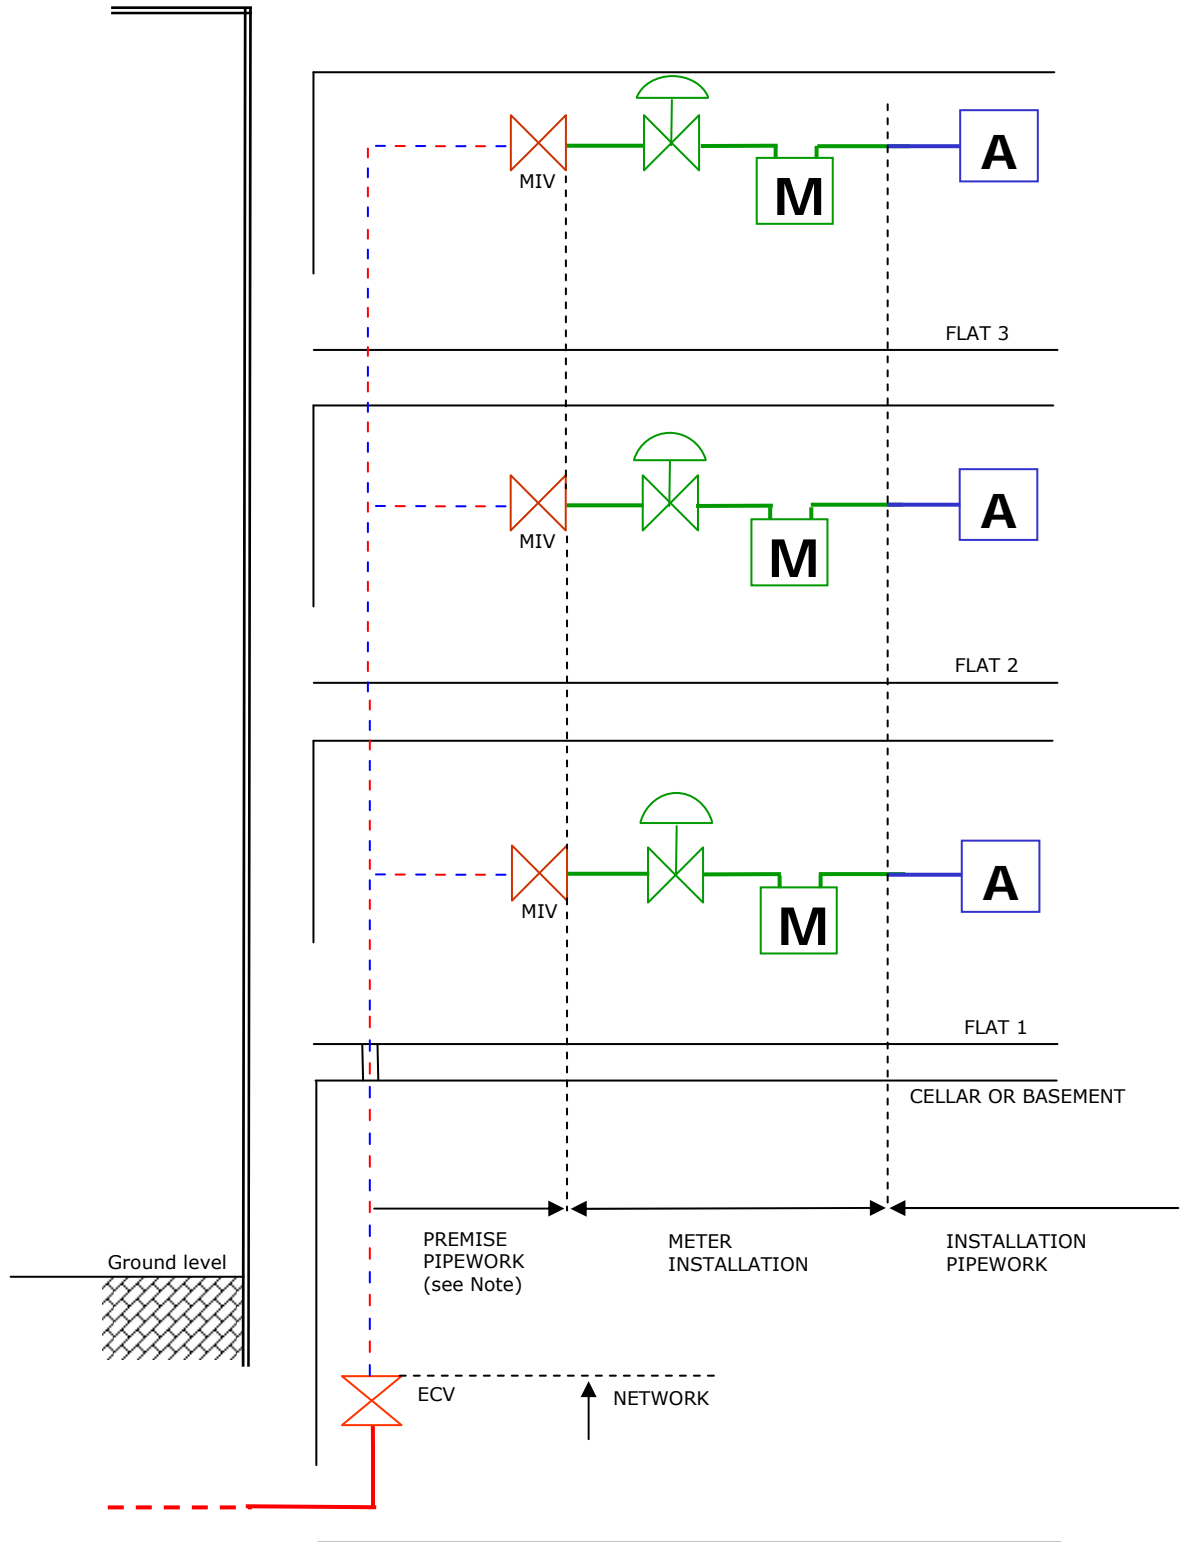 A
MIV
M
FLAT 3
A
MIV
M
FLAT 2
A
MIV
M
FLAT 1
CELLAR OR BASEMENT
PREMISE
PIPEWORK
(see Note)
METER
INSTALLATION
INSTALLATION
PIPEWORK
Ground level
ECV
NETWORK